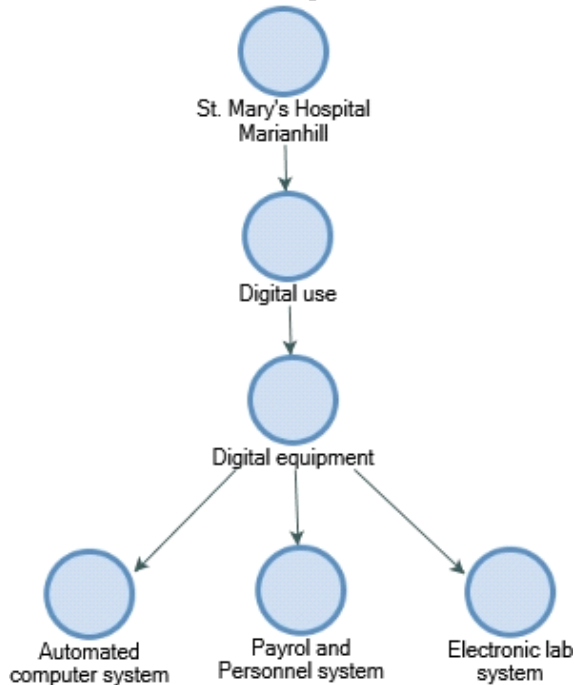 St. Mary's Hospital
Marianhill
Digital use
Digital equipment
Automated
computer system
Payrol and
Personnel system
Electronic lab
system